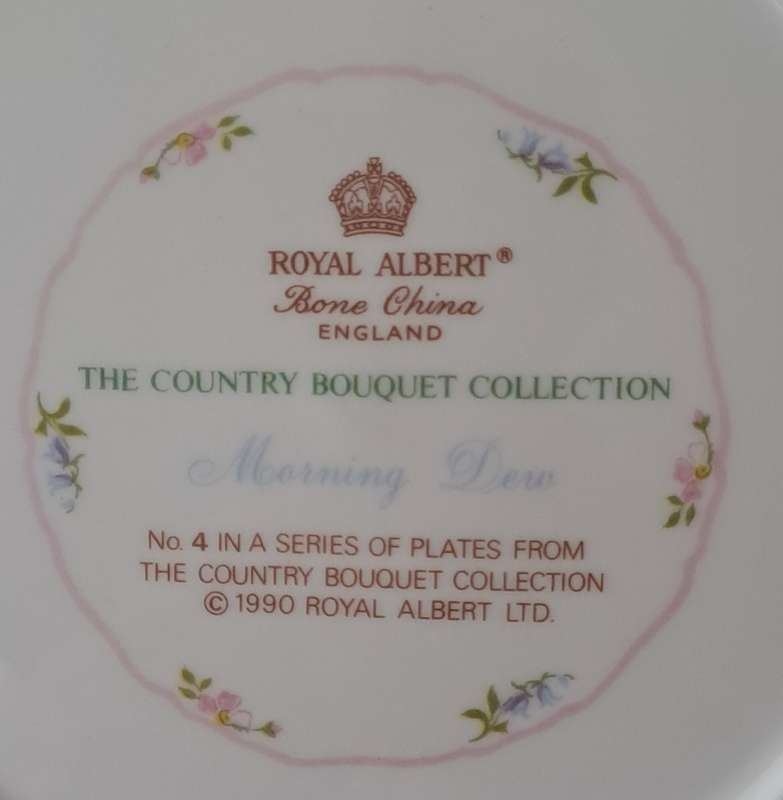 ROYAL ALBERT®
Bone China
ENGLAND
THE COUNTRY BOUQUET COLLECTION
Morning Dew
No. 4 IN A SERIES OF PLATES FROM
THE COUNTRY BOUQUET COLLECTION
© 1990 ROYAL ALBERT LTD.